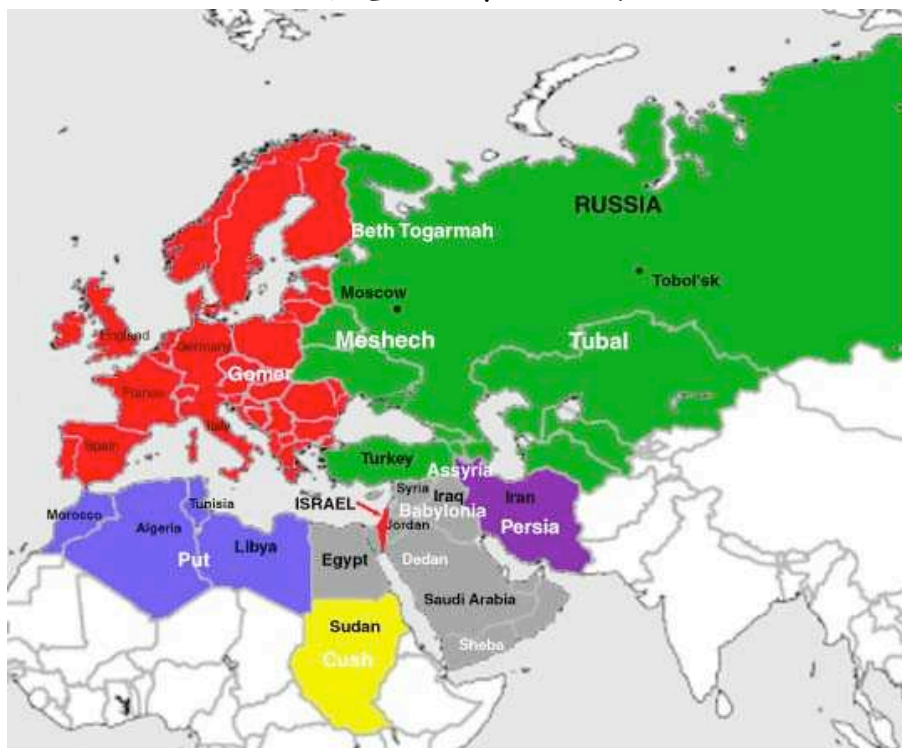 RUSSIA
Beth Togarmah
Tobol'sk
Moscow
Meshech
Tubal
England
Germany
Gomer
France
Italy
Spain
Turkey
Assyria
Syria
Iraq
Iran
ISRAEL
Babylonia
Persia
Morocco
Tunisia
Algeria
Jordan
Libya
Put
Egypt
Dedan
Saudi Arabia
Sudan
Sheba
Cush